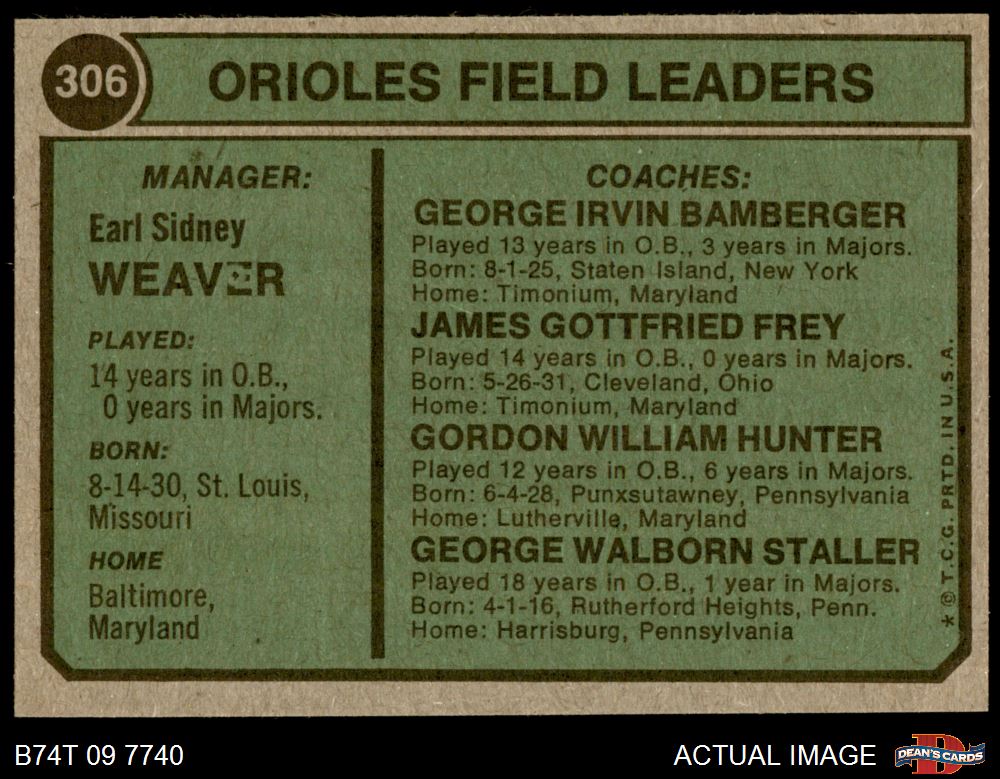 306
ORIOLES FIELD LEADERS
MANAGER:
Earl Sidney
WEAVER
PLAYED:
14 years in O.B.,
0 years in Majors.
BORN:
8-14-30, St. Louis,
Missouri
HOME
Baltimore,
Maryland
COACHES:
GEORGE IRVIN BAMBERGER
Played 13 years in O.B., 3 years in Majors.
Born: 8-1-25, Staten Island, New York
Home: Timonium, Maryland
JAMES GOTTFRIED FREY
Played 14 years in O.B., 0 years in Majors.
Born: 5-26-31, Cleveland, Ohio
Home: Timonium, Maryland
GORDON WILLIAM HUNTER
Played 12 years in O.B., 6 years in Majors.
Born: 6-4-28, Punxsutawney, Pennsylvania
Home: Lutherville, Maryland
GEORGE WALBORN STALLER
Played 18 years in O.B., 1 year in Majors.
Born: 4-1-16, Rutherford Heights, Penn.
Home: Harrisburg, Pennsylvania
* © T.C.G. PRTD. IN U.S.A.
B74T 09 7740
ACTUAL IMAGE
DEAN'S CARDS